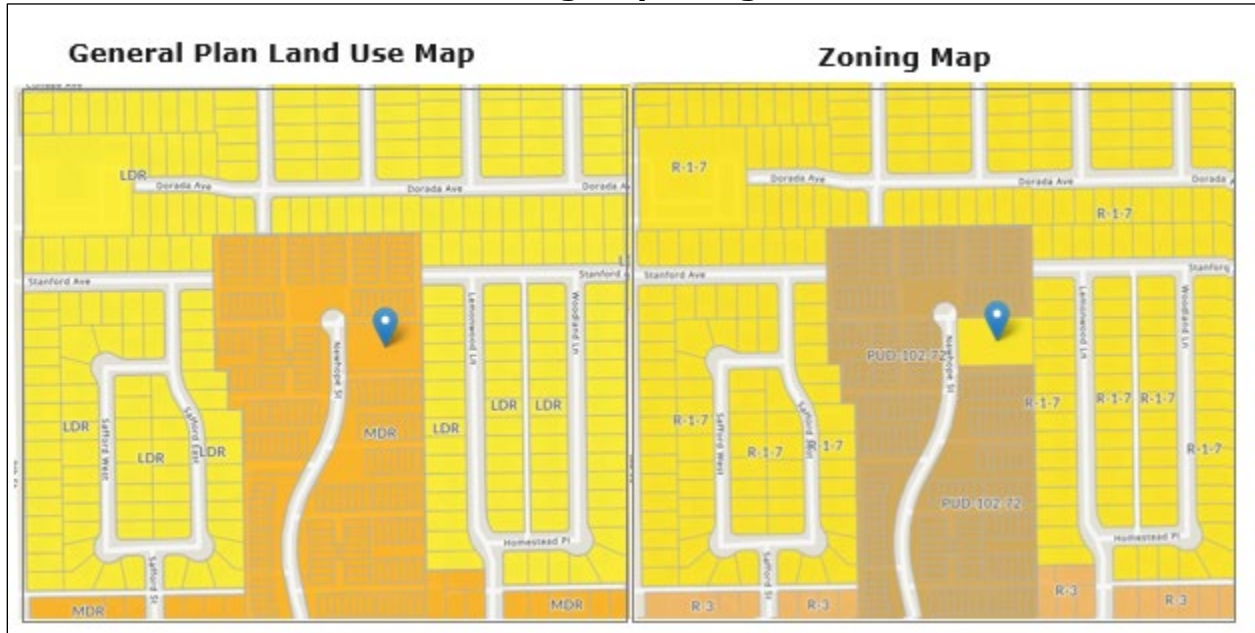 General Plan Land Use Map
LDR
Dorada Ave
Dorada Ave
Stanford Ave
Lemonwood Ln
Woodland Ln
Newhope St
LDR
LDR
LDR
Safford West
Safford East
LDR
LDR
LDR
MDR
Homestead Pl
Safford St
MDR
MDR
Zoning Map
R-1-7
Dorada Ave
Dorada Ave
Dorada
R-1-7
Stanford Ave
Lemonwood Ln
Woodland Ln
Newhope St
PUD-102-72
R-1-7
R-1-7
R-1-7
R-1-7
Safford West
R-1-7
R-1-7
R-1-7
PUD-102-72
Homestead Pl
Safford St
R-3
R-3
R-3
R-3